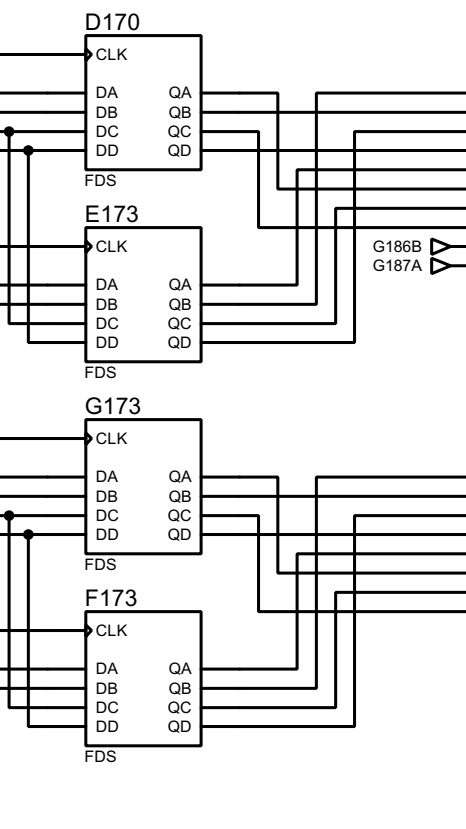 D170
CLK
DA QA
DB QB
DC QC
DD QD
FDS
E173
CLK
G186B
G187A
DA QA
DB QB
DC QC
DD QD
FDS
G173
CLK
DA QA
DB QB
DC QC
DD QD
FDS
F173
CLK
DA QA
DB QB
DC QC
DD QD
FDS